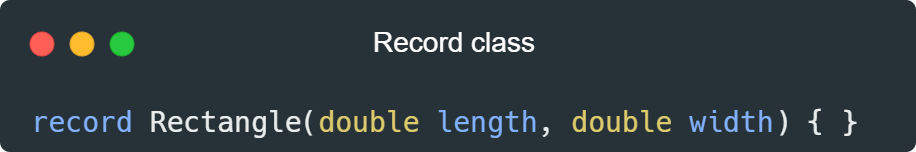 Record class
record Rectangle(double length, double width) { }